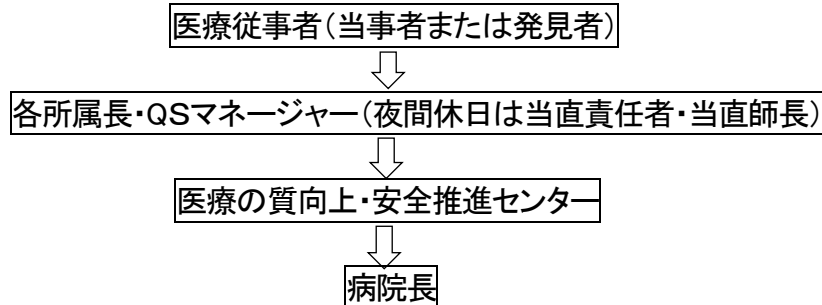 医療従事者(当事者または発見者)
各所属長・QSマネージャー(夜間休日は当直責任者・当直師長)
医療の質向上・安全推進センター
病院長